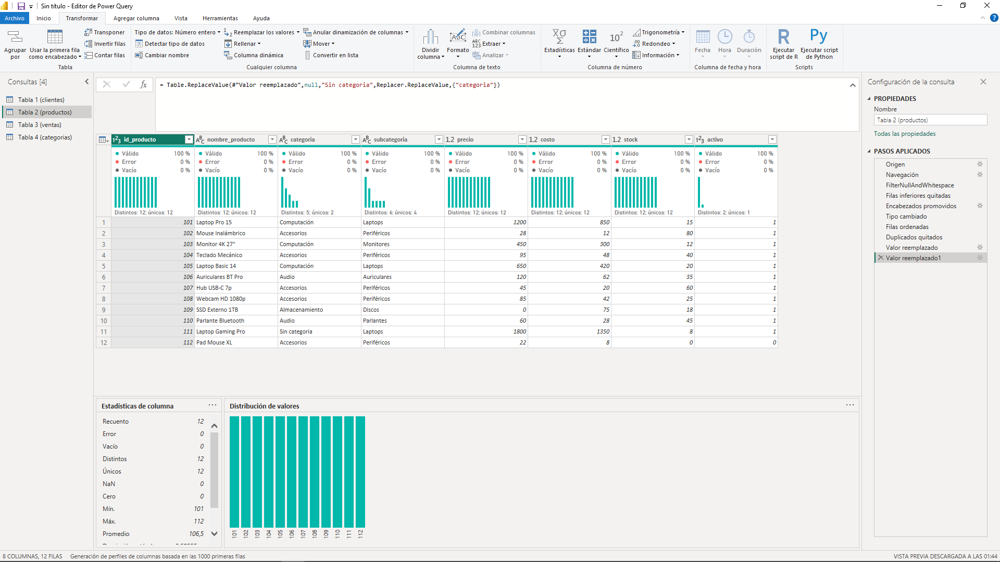 Sin título - Editor de Power Query
Archivo Inicio Transformar Agregar columna Vista Herramientas Ayuda
Agrupar por
Usar la primera fila como encabezado
Transponer
Invertir filas
Contar filas
Tabla
Tipo de datos: Número entero
Detectar tipo de datos
Cambiar nombre
Reemplazar los valores
Rellenar
Columna dinámica
Anular dinamización de columnas
Mover
Convertir en lista
Cualquier columna
Dividir columna
Formato
Combinar columnas
Extraer
Analizar
Columna de texto
Estadísticas
Estándar
Científico
Trigonometría
Redondeo
Información
Columna de número
Fecha
Hora
Duración
Columna de fecha y hora
Ejecutar script de R
Ejecutar script de Python
Scripts
Consultas [4]
Tabla 1 (clientes)
Tabla 2 (productos)
Tabla 3 (ventas)
Tabla 4 (categorias)
= Table.ReplaceValue(#"Valor reemplazado",null,"Sin categoria",Replacer.ReplaceValue,{"categoria"})
id_producto nombre_producto categoria subcategoria precio costo stock activo
Válido 100 % Válido 100 % Válido 100 % Válido 100 % Válido 100 % Válido 100 % Válido 100 % Válido 100 %
Error 0 % Error 0 % Error 0 % Error 0 % Error 0 % Error 0 % Error 0 % Error 0 %
Vacío 0 % Vacío 0 % Vacío 0 % Vacío 0 % Vacío 0 % Vacío 0 % Vacío 0 % Vacío 0 %
Distintos: 12; únicos: 12 Distintos: 12; únicos: 12 Distintos: 5; únicos: 2 Distintos: 6; únicos: 4 Distintos: 12; únicos: 12 Distintos: 12; únicos: 12 Distintos: 12; únicos: 12 Distintos: 2; únicos: 1
1 101 Laptop Pro 15 Computación Laptops 1200 850 15 1
2 102 Mouse Inalámbrico Accesorios Periféricos 28 12 80 1
3 103 Monitor 4K 27" Computación Monitores 450 300 12 1
4 104 Teclado Mecánico Accesorios Periféricos 95 48 40 1
5 105 Laptop Basic 14 Computación Laptops 650 420 20 1
6 106 Auriculares BT Pro Audio Auriculares 120 62 35 1
7 107 Hub USB-C 7p Accesorios Periféricos 45 20 60 1
8 108 Webcam HD 1080p Accesorios Periféricos 85 42 25 1
9 109 SSD Externo 1TB Almacenamiento Discos 0 75 18 1
10 110 Parlante Bluetooth Audio Parlantes 60 28 45 1
11 111 Laptop Gaming Pro Sin categoria Laptops 1800 1350 8 1
12 112 Pad Mouse XL Accesorios Periféricos 22 8 0 0
Estadísticas de columna
Recuento 12
Error 0
Vacío 0
Distintos 12
Únicos 12
NaN 0
Cero 0
Mín. 101
Máx. 112
Promedio 106,5
Distribución de valores
101 102 103 104 105 106 107 108 109 110 111 112
Configuración de la consulta
PROPIEDADES
Nombre
Tabla 2 (productos)
Todas las propiedades
PASOS APLICADOS
Origen
Navegación
FilterNullAndWhitespace
Filas inferiores quitadas
Encabezados promovidos
Tipo cambiado
Filas ordenadas
Duplicados quitados
Valor reemplazado
Valor reemplazado1
8 COLUMNAS, 12 FILAS Generación de perfiles de columnas basada en las 1000 primeras filas
VISTA PREVIA DESCARGADA A LAS 01:44